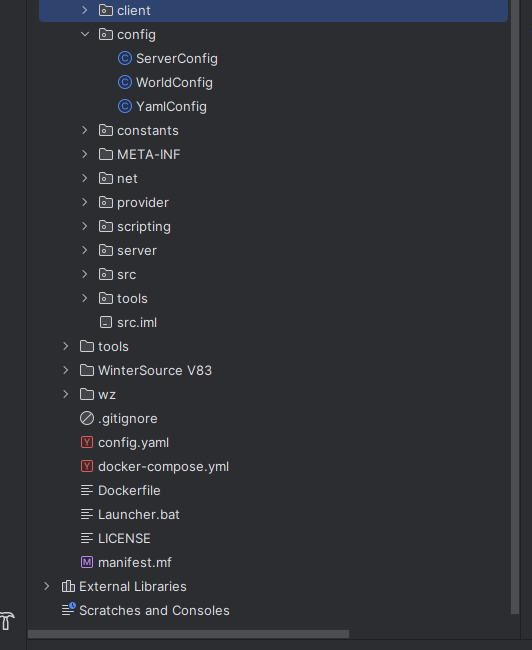 client
config
ServerConfig
WorldConfig
YamlConfig
constants
META-INF
net
provider
scripting
server
src
tools
src.iml
tools
WinterSource V83
wz
.gitignore
config.yaml
docker-compose.yml
Dockerfile
Launcher.bat
LICENSE
manifest.mf
External Libraries
Scratches and Consoles